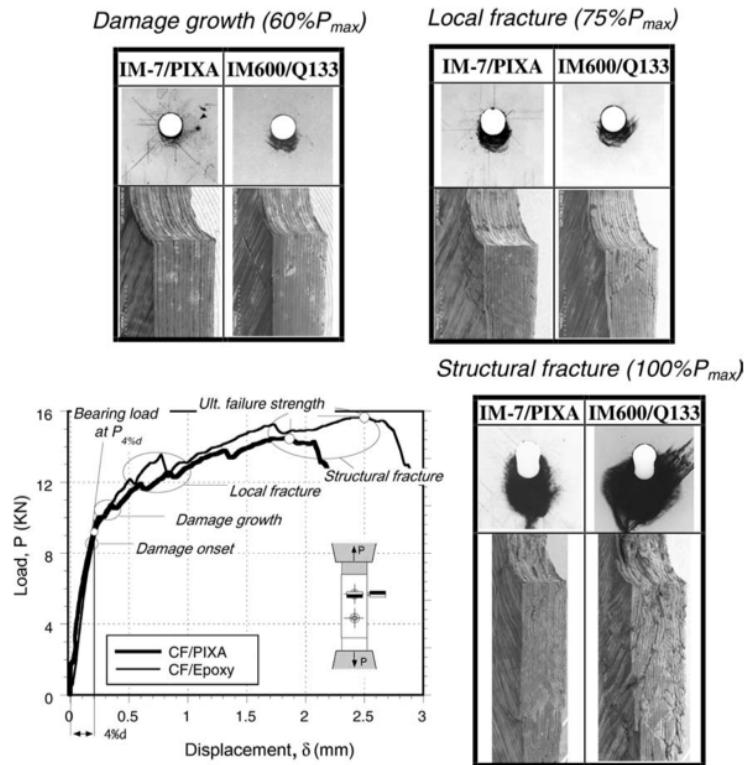 Damage growth (60%Pmax)
IM-7/PIXA IM600/Q133
Local fracture (75%Pmax)
IM-7/PIXA IM600/Q133
Structural fracture (100%Pmax)
IM-7/PIXA IM600/Q133
Bearing load
at P4%d
Ult. failure strength
Structural fracture
Local fracture
Damage growth
Damage onset
P
P
CF/PIXA
CF/Epoxy
Load, P (KN)
16
12
8
4
0
0 0.5 1 1.5 2 2.5 3
4%d
Displacement, δ (mm)